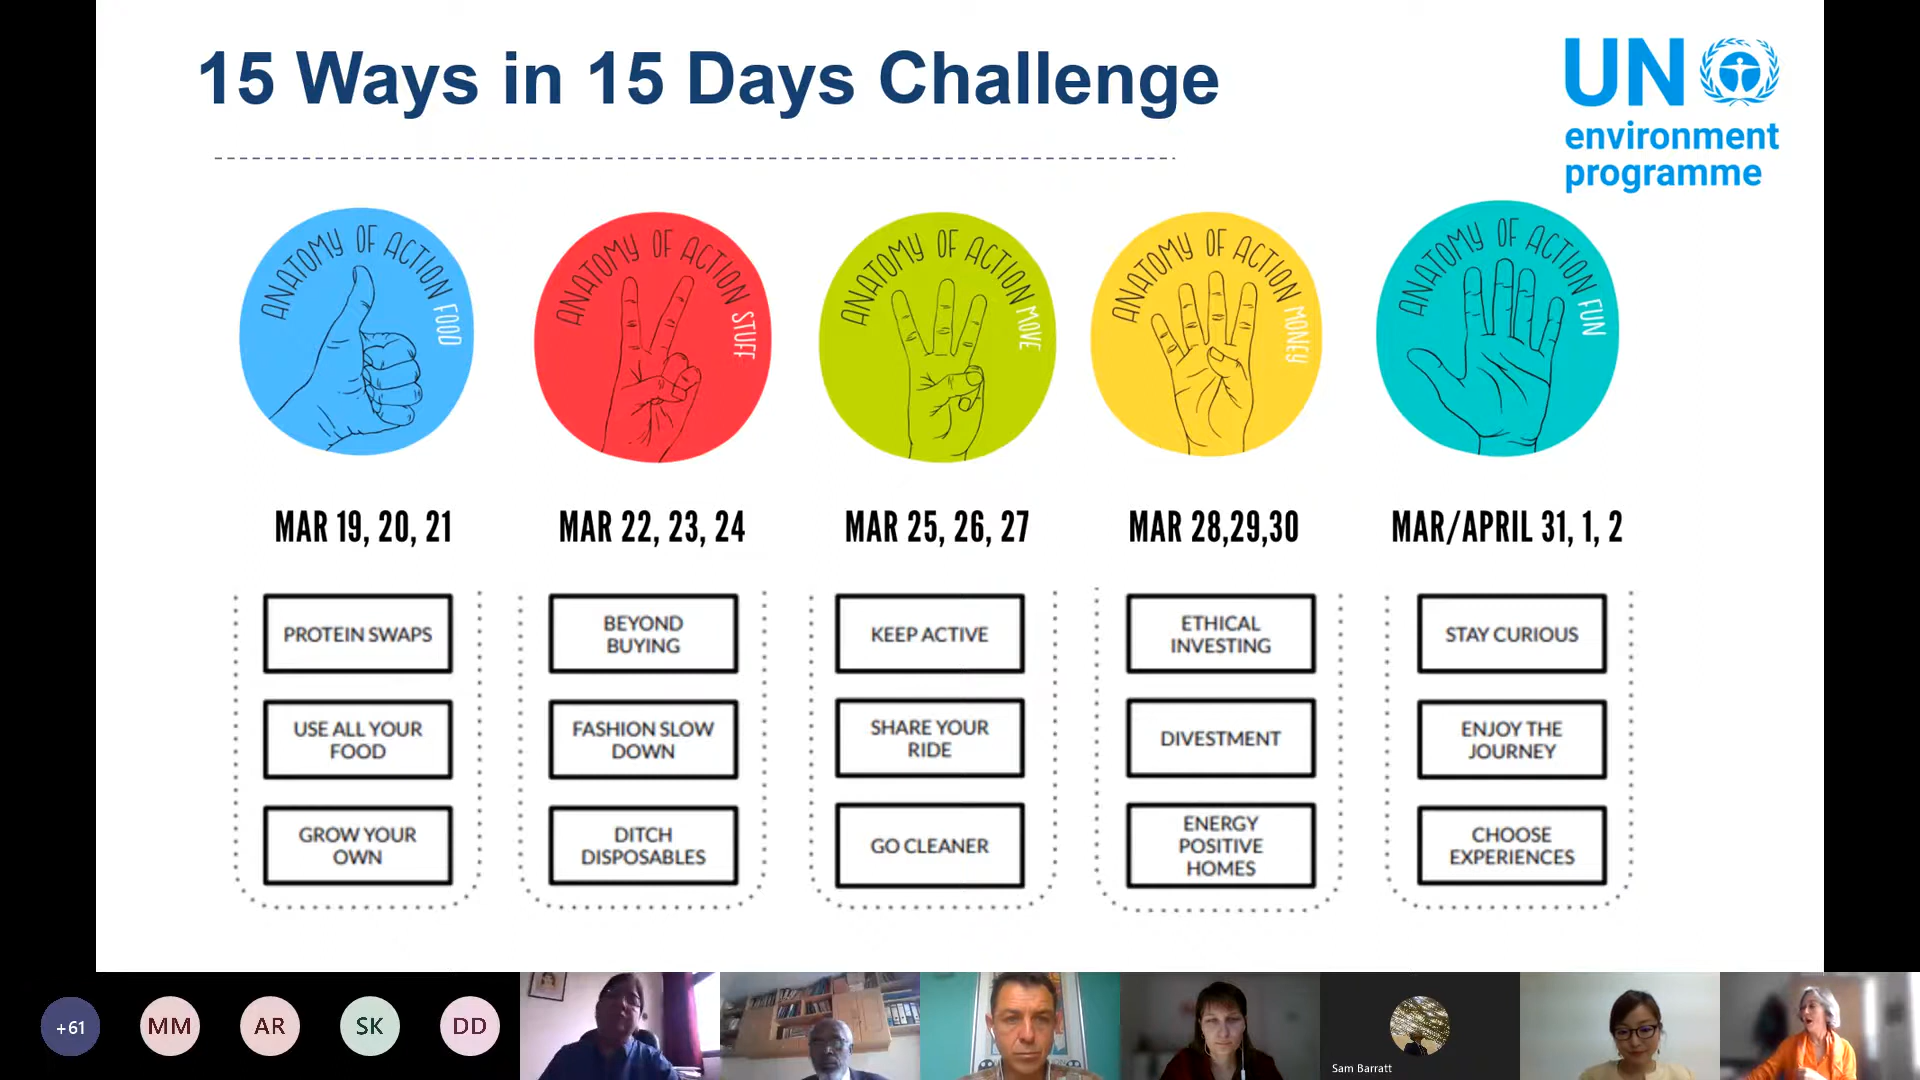 15 Ways in 15 Days Challenge
UN
environment
programme
ANATOMY OF ACTION FOOD
ANATOMY OF ACTION STUFF
ANATOMY OF ACTION MOVE
ANATOMY OF ACTION MONEY
ANATOMY OF ACTION FUN
MAR 19, 20, 21
MAR 22, 23, 24
MAR 25, 26, 27
MAR 28,29,30
MAR/APRIL 31, 1, 2
PROTEIN SWAPS
USE ALL YOUR
FOOD
GROW YOUR
OWN
BEYOND
BUYING
FASHION SLOW
DOWN
DITCH
DISPOSABLES
KEEP ACTIVE
SHARE YOUR
RIDE
GO CLEANER
ETHICAL
INVESTING
DIVESTMENT
ENERGY
POSITIVE
HOMES
STAY CURIOUS
ENJOY THE
JOURNEY
CHOOSE
EXPERIENCES
+61
MM
AR
SK
DD
Sam Barratt